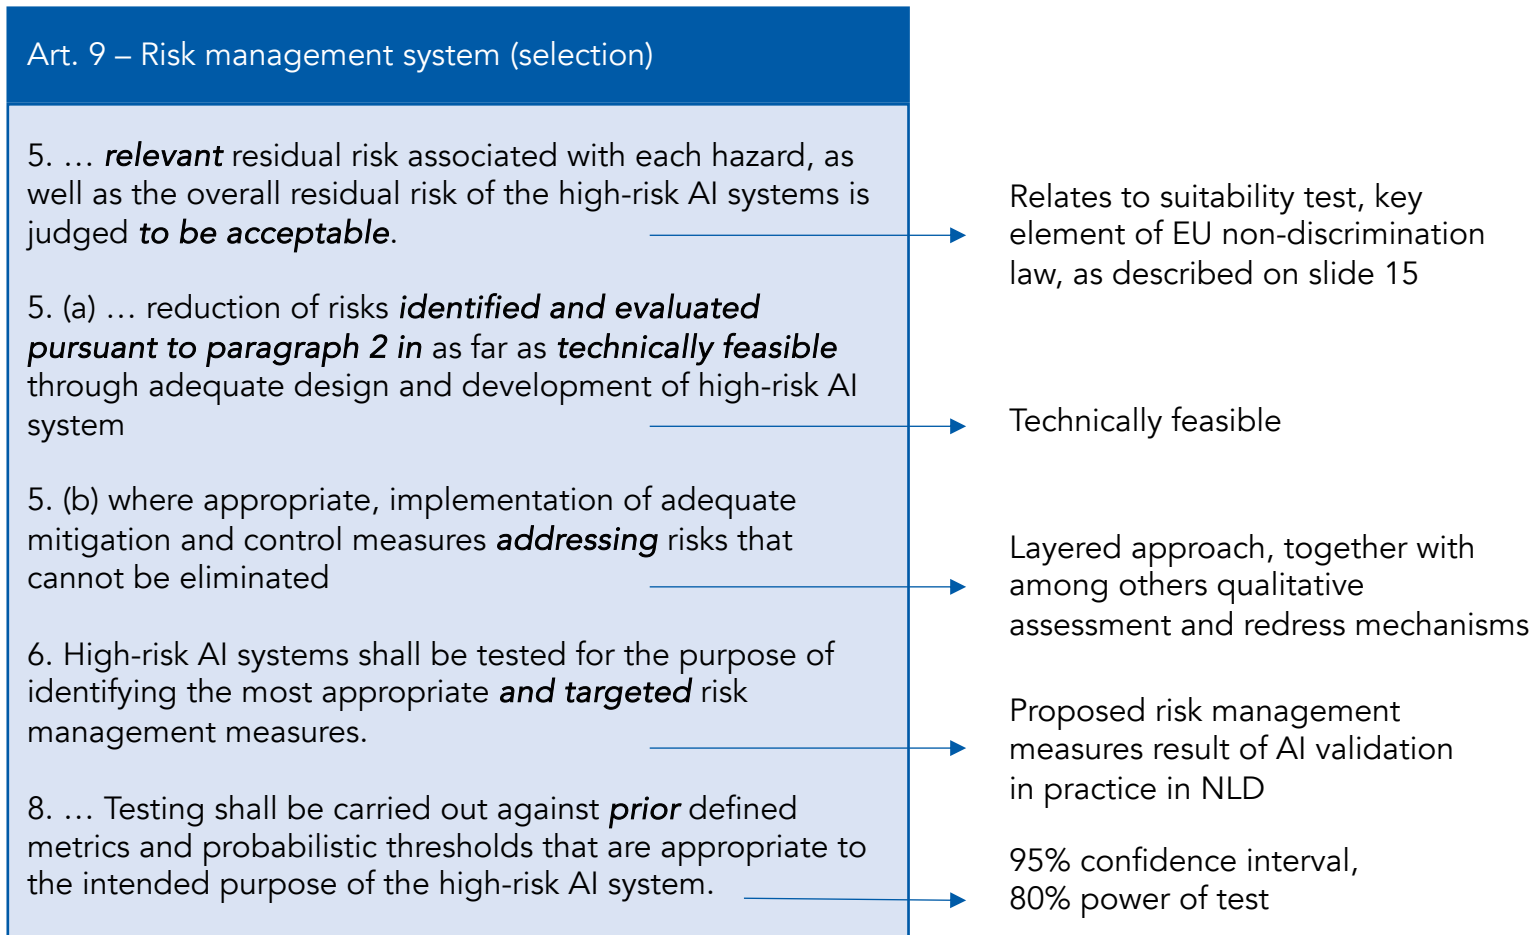 Art. 9 – Risk management system (selection)
5. … relevant residual risk associated with each hazard, as
well as the overall residual risk of the high-risk AI systems is
judged to be acceptable.
5. (a) … reduction of risks identified and evaluated
pursuant to paragraph 2 in as far as technically feasible
through adequate design and development of high-risk AI
system
5. (b) where appropriate, implementation of adequate
mitigation and control measures addressing risks that
cannot be eliminated
6. High-risk AI systems shall be tested for the purpose of
identifying the most appropriate and targeted risk
management measures.
8. … Testing shall be carried out against prior defined
metrics and probabilistic thresholds that are appropriate to
the intended purpose of the high-risk AI system.
Relates to suitability test, key
element of EU non-discrimination
law, as described on slide 15
Technically feasible
Layered approach, together with
among others qualitative
assessment and redress mechanisms
Proposed risk management
measures result of AI validation
in practice in NLD
95% confidence interval,
80% power of test